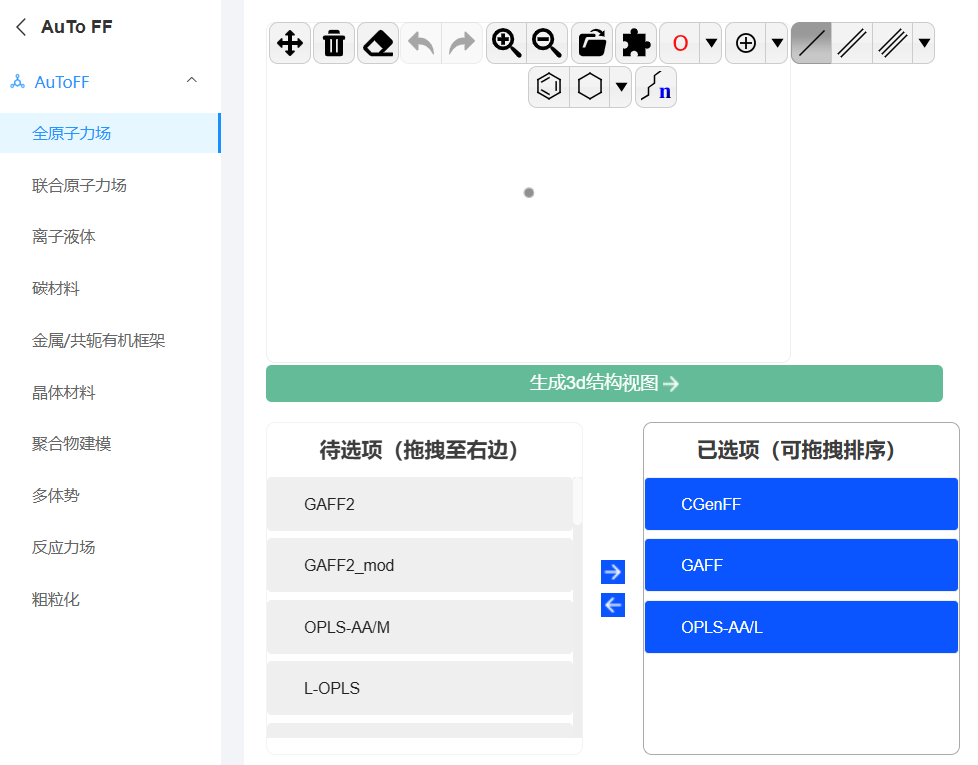 AuTo FF
AuToFF
全原子力场
联合原子力场
离子液体
碳材料
金属/共轭有机框架
晶体材料
聚合物建模
多体势
反应力场
粗粒化
O
n
生成3d结构视图
待选项（拖拽至右边）
GAFF2
GAFF2_mod
OPLS-AA/M
L-OPLS
已选项（可拖拽排序）
CGenFF
GAFF
OPLS-AA/L